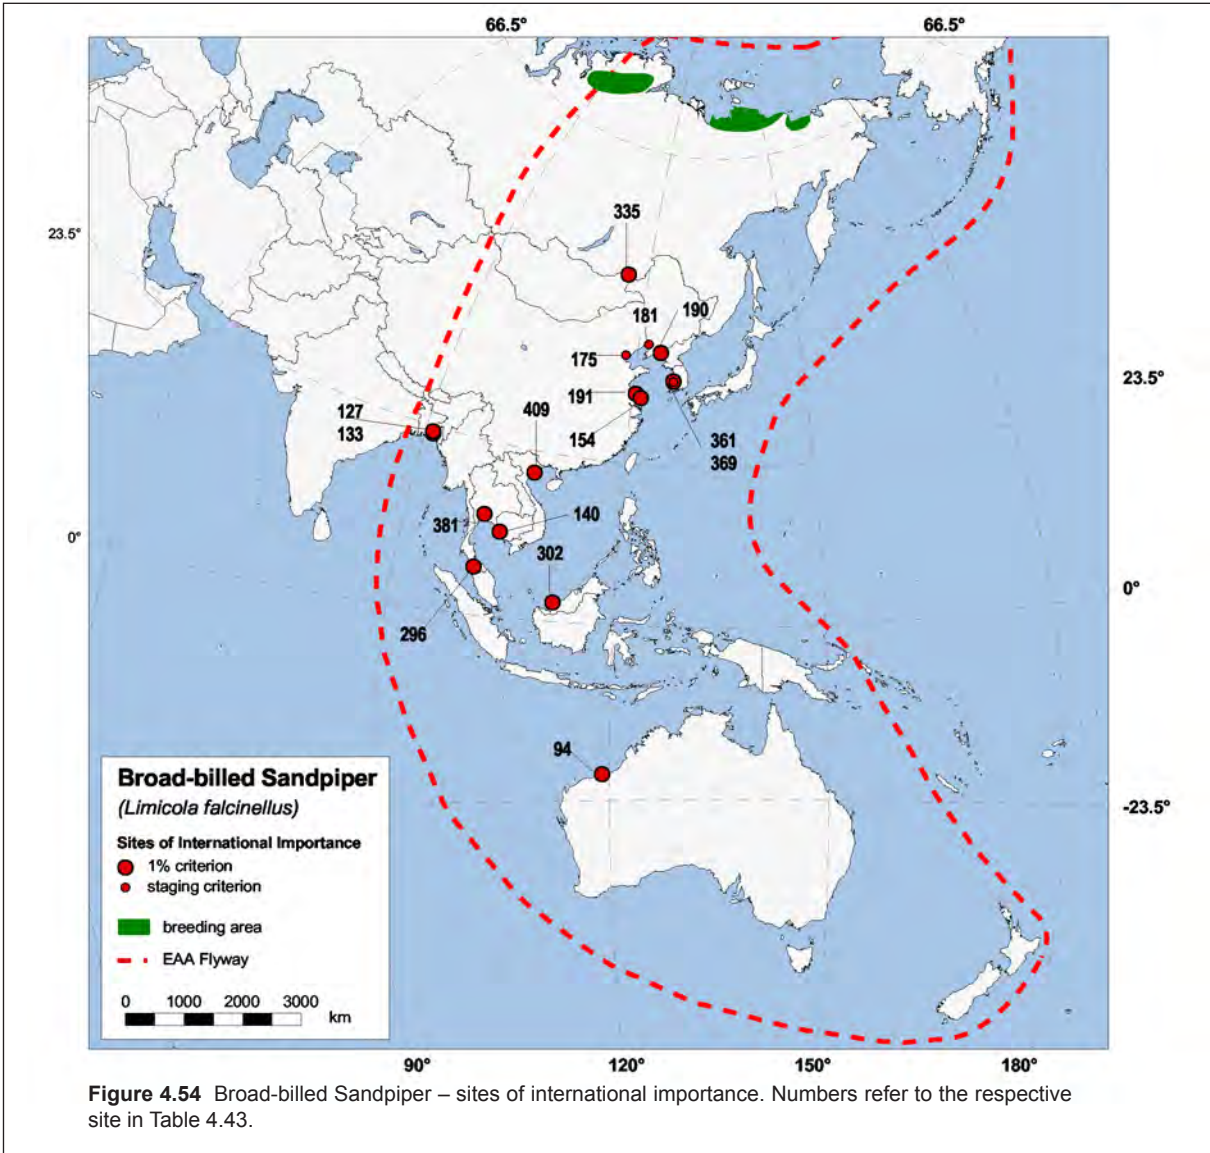 66.5°
66.5°
335
23.5°
181
190
175
23.5°
191
409
127
133
154
361
369
381
140
0°
302
0°
296
94
-23.5°
Broad-billed Sandpiper
(Limicola falcinellus)
Sites of International Importance
1% criterion
staging criterion
breeding area
EAA Flyway
0 1000 2000 3000
km
90°
120°
150°
180°
Figure 4.54 Broad-billed Sandpiper – sites of international importance. Numbers refer to the respective
site in Table 4.43.